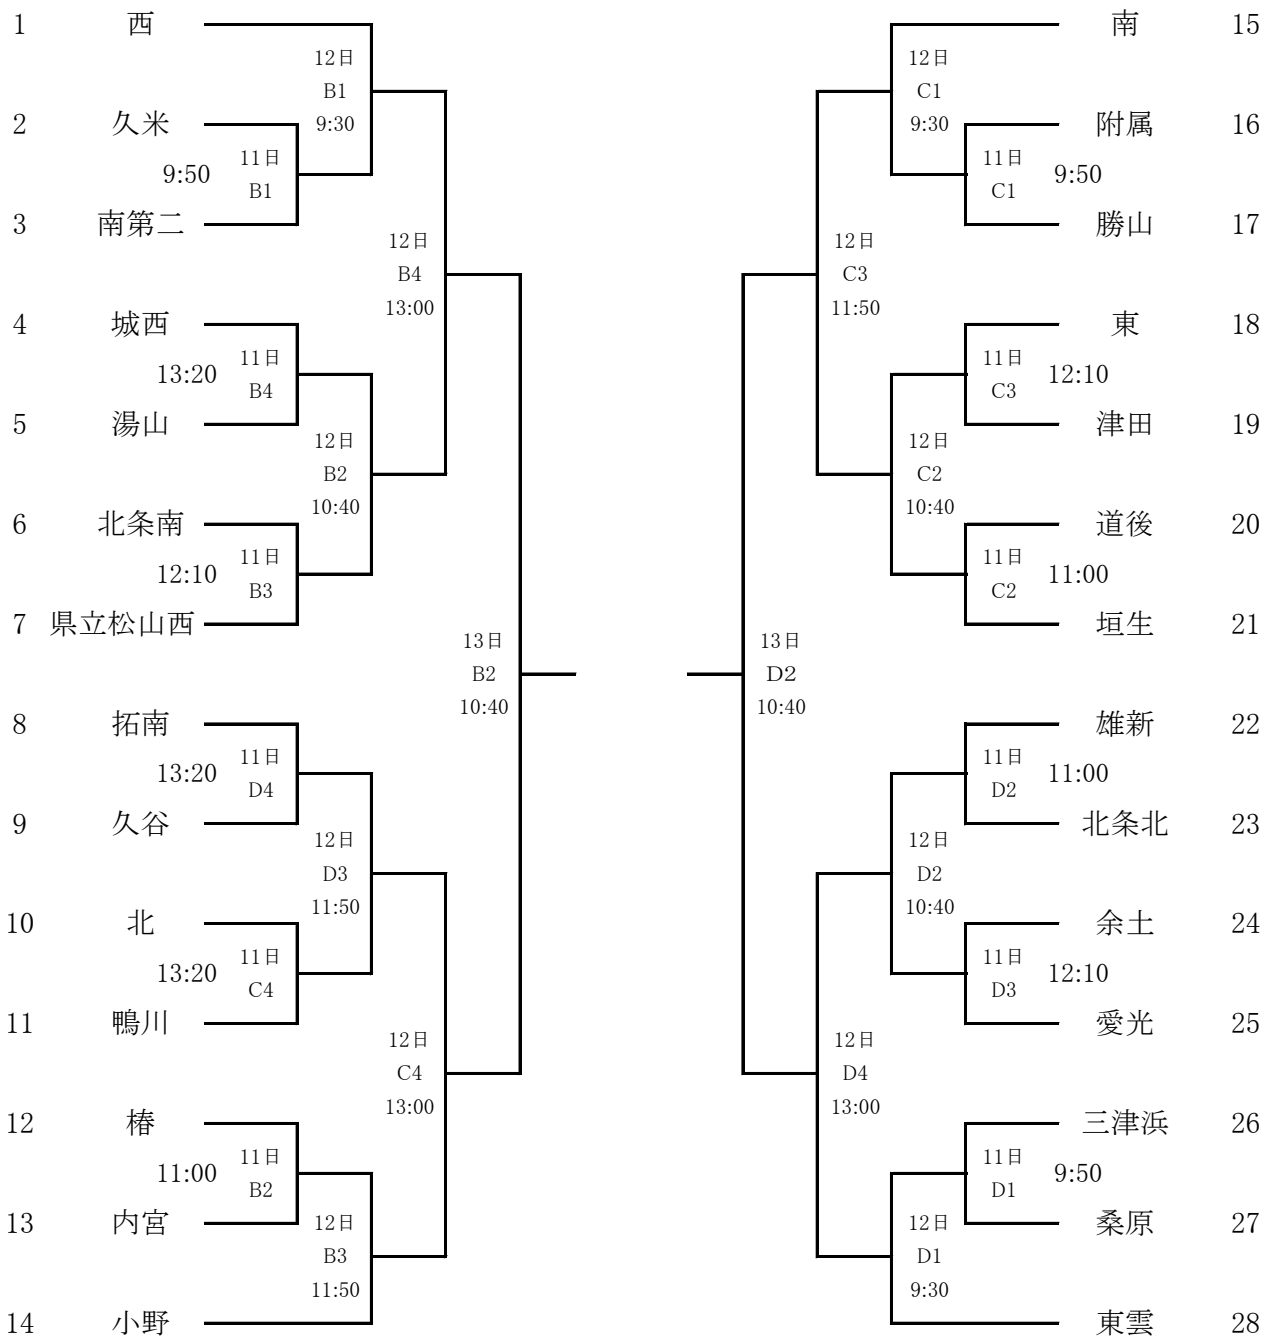 1 西 南 15
12日 12日
B1 C1
2 久米 9:30 9:30 附属 16
11日 11日
9:50 B1 C1 9:50
3 南第二 勝山 17
12日 12日
B4 C3
13:00 11:50
4 城西 東 18
11日 11日
13:20 B4 C3 12:10
5 湯山 津田 19
12日 12日
B2 C2
10:40 10:40
6 北条南 道後 20
11日 11日
12:10 B3 C2 11:00
7 県立松山西 垣生 21
13日 13日
B2 D2
10:40 10:40
8 拓南 雄新 22
11日 11日
13:20 D4 D2 11:00
9 久谷 北条北 23
12日 12日
D3 D2
11:50 10:40
10 北 余土 24
11日 11日
13:20 C4 D3 12:10
11 鴨川 愛光 25
12日 12日
C4 D4
13:00 13:00
12 椿 三津浜 26
11日 11日
11:00 B2 D1 9:50
13 内宮 桑原 27
12日 12日
B3 D1
11:50 9:30
14 小野 東雲 28